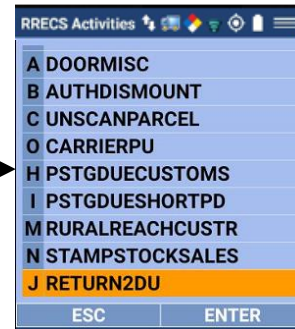 RRECS Activities
A DOORMISC
B AUTHDISMOUNT
C UNSCANPARCEL
O CARRIERPU
H PSTGDUECUSTOMS
I PSTGDUESHORTPD
M RURALREACHCUSTR
N STAMPSTOCKSALES
J RETURN2DU
ESC ENTER